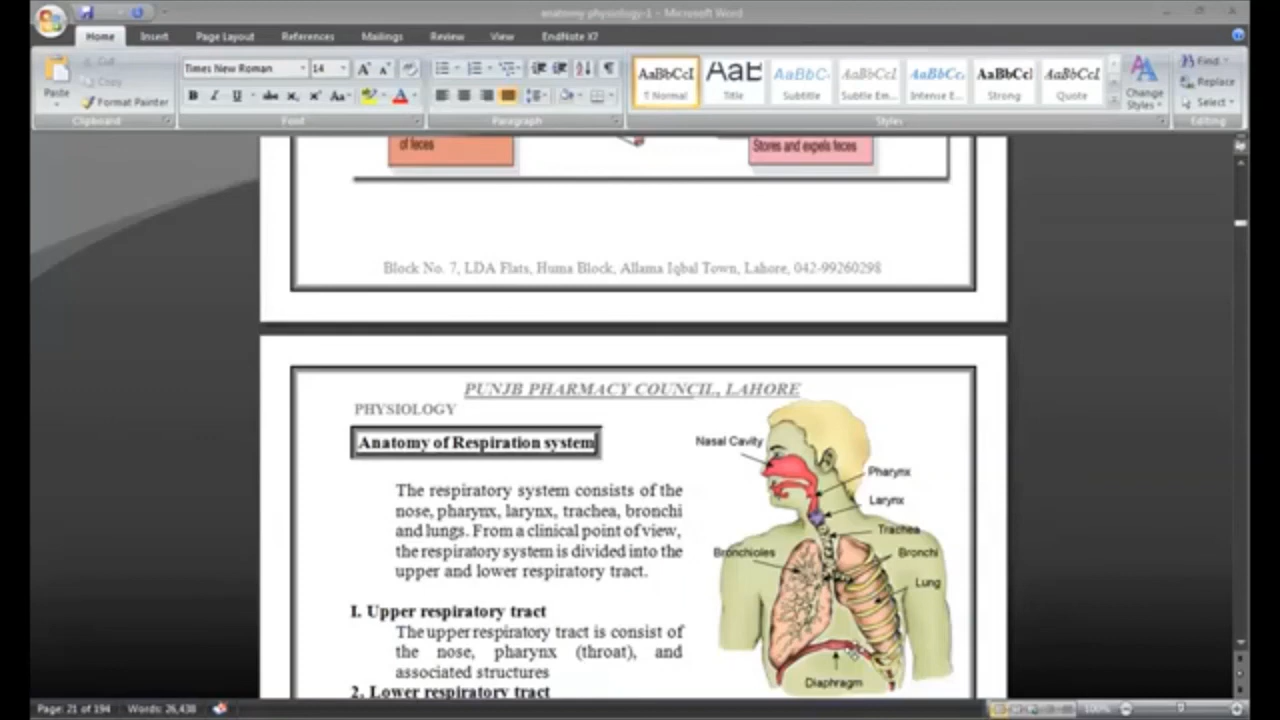 anatomy physiology-1 - Microsoft Word
Home Insert Page Layout References Mailings Review View EndNote X7
Cut
Copy
Paste
Format Painter
Clipboard
Times New Roman 14
Font
Paragraph
AaBbCcI AaB AaBbC AaBbCcI AaBbCc AaBbCcI AaBbCcI
T Normal Title Subtitle Subtle Em... Intense E... Strong Quote
Change
Styles
Styles
Find
Replace
Select
Editing
of feces
Stores and expels feces
Block No. 7, LDA Flats, Huma Block, Allama Iqbal Town, Lahore, 042-99260298
PUNJB PHARMACY COUNCIL, LAHORE
PHYSIOLOGY
Anatomy of Respiration system
The respiratory system consists of the
nose, pharynx, larynx, trachea, bronchi
and lungs. From a clinical point of view,
the respiratory system is divided into the
upper and lower respiratory tract.
I. Upper respiratory tract
The upper respiratory tract is consist of
the nose, pharynx (throat), and
associated structures
2. Lower respiratory tract
Nasal Cavity
Pharynx
Larynx
Trachea
Bronchioles
Bronchi
Lung
Diaphragm
Page: 21 of 194 Words: 26,438
100%